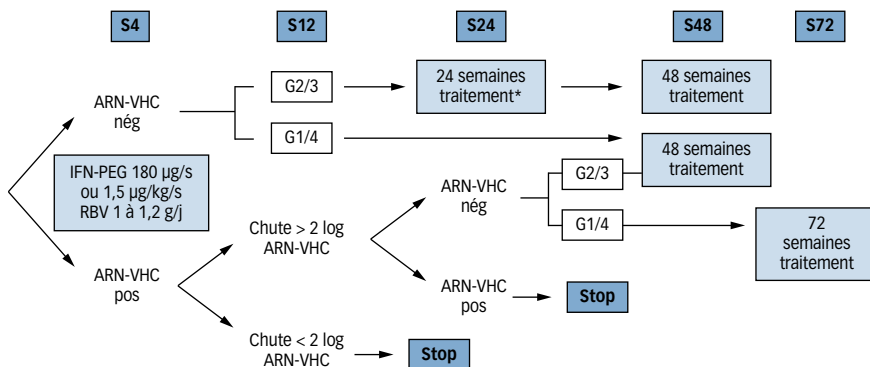 S4
S12
S24
S48
S72
ARN-VHC
nég
G2/3
24 semaines
traitement*
48 semaines
traitement
G1/4
48 semaines
traitement
IFN-PEG 180 µg/s
ou 1,5 µg/kg/s
RBV 1 à 1,2 g/j
ARN-VHC
pos
Chute > 2 log
ARN-VHC
ARN-VHC
nég
G2/3
G1/4
72
semaines
traitement
ARN-VHC
pos
Stop
Chute < 2 log
ARN-VHC
Stop